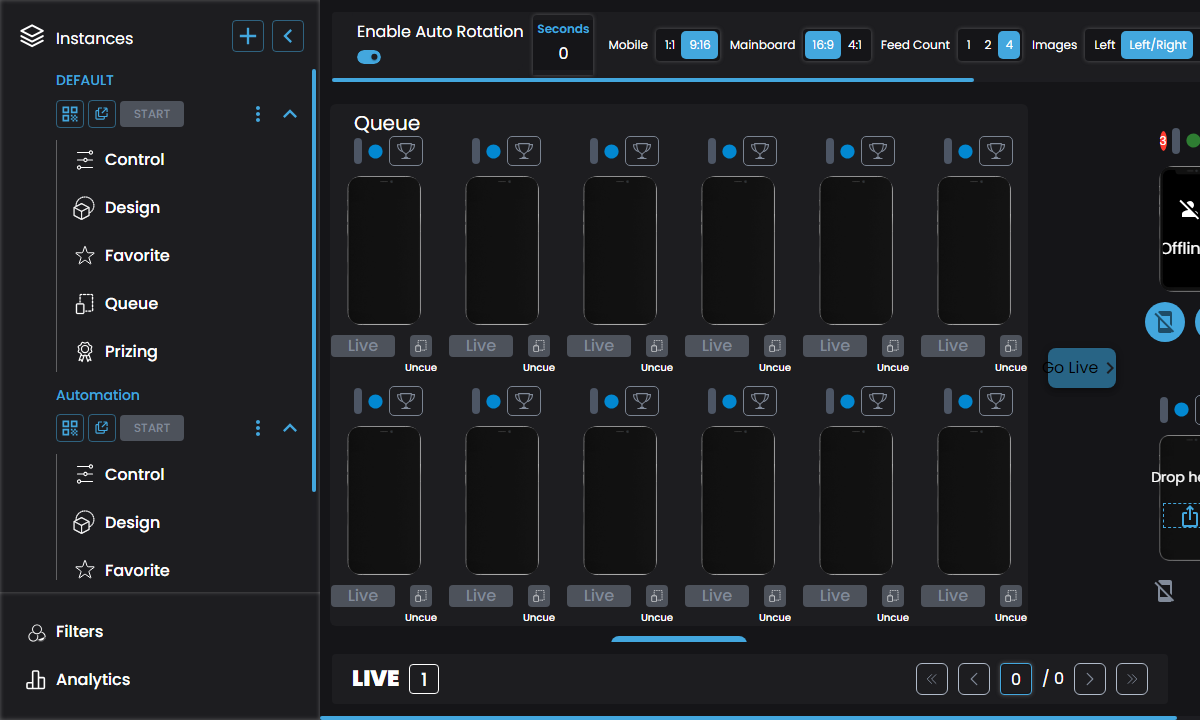 Instances
DEFAULT
START
Control
Design
Favorite
Queue
Prizing
Automation
START
Control
Design
Favorite
Filters
Analytics
Enable Auto Rotation
Seconds
0
Mobile 1:1 9:16 Mainboard 16:9 4:1 Feed Count 1 2 4 Images Left Left/Right
Queue
Live Live Live Live Live Live
Uncue Uncue Uncue Uncue Uncue Uncue
Live Live Live Live Live Live
Uncue Uncue Uncue Uncue Uncue Uncue
Go Live
3
Offlin
Drop he
LIVE 1
0 / 0